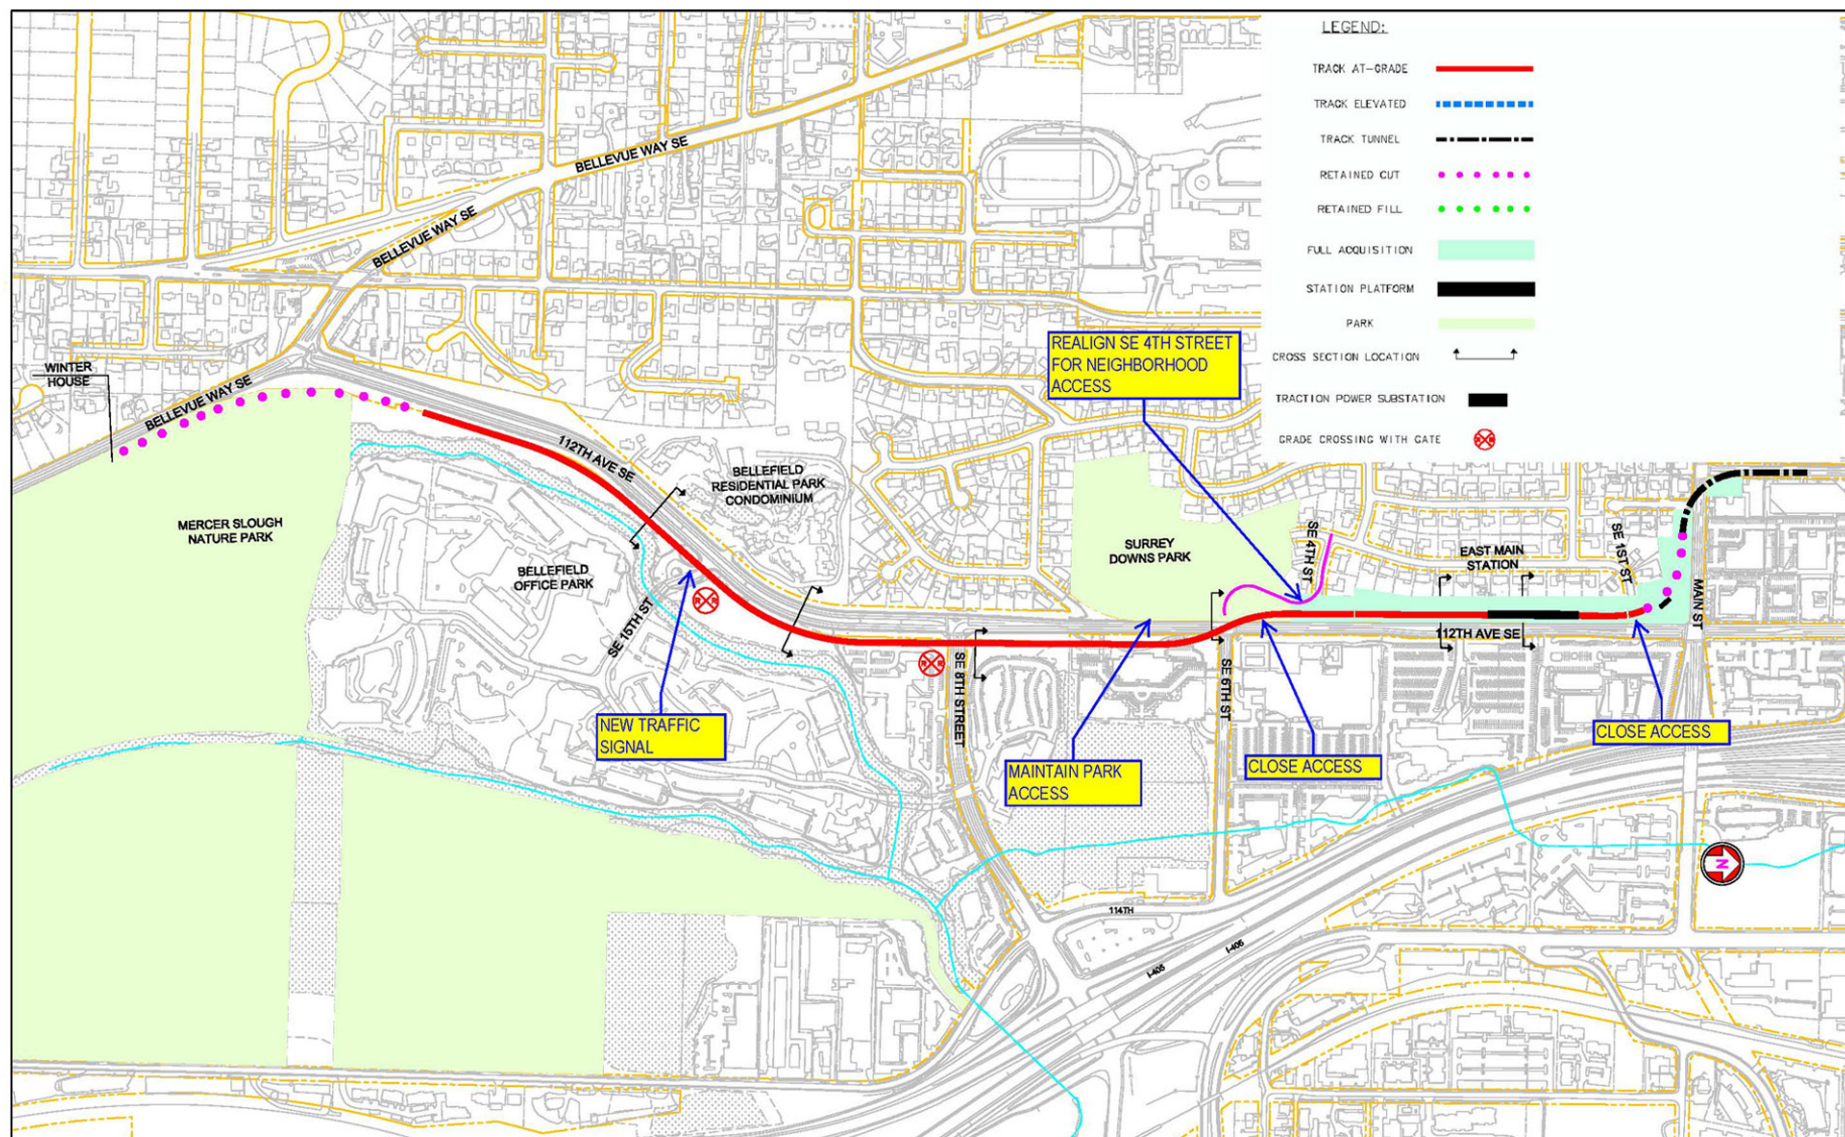 LEGEND:
TRACK AT-GRADE
TRACK ELEVATED
TRACK TUNNEL
RETAINED CUT
RETAINED FILL
FULL ACQUISITION
STATION PLATFORM
PARK
CROSS SECTION LOCATION
TRACTION POWER SUBSTATION
GRADE CROSSING WITH GATE
BELLEVUE WAY SE
BELLEVUE WAY SE
WINTER
HOUSE
BELLEVUE WAY SE
REALIGN SE 4TH STREET
FOR NEIGHBORHOOD
ACCESS
112TH AVE SE
BELLEFIELD
RESIDENTIAL PARK
CONDOMINIUM
MERCER SLOUGH
NATURE PARK
BELLEFIELD
OFFICE PARK
SURREY
DOWNS PARK
SE 4TH ST
EAST MAIN
STATION
SE 1ST ST
MAIN ST
SE 15TH ST
R R
R R
SE 8TH STREET
SE 6TH ST
112TH AVE SE
NEW TRAFFIC
SIGNAL
MAINTAIN PARK
ACCESS
CLOSE ACCESS
CLOSE ACCESS
N
114TH
I-405
I-405